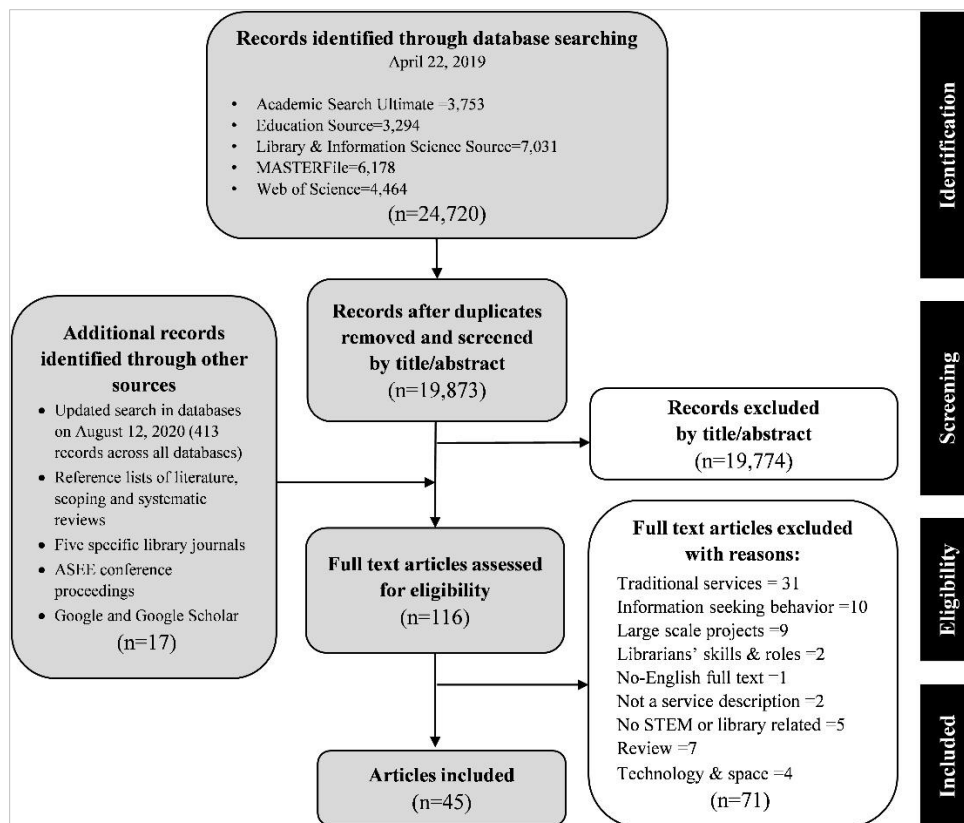 Records identified through database searching
April 22, 2019
• Academic Search Ultimate =3,753
• Education Source=3,294
• Library & Information Science Source=7,031
• MASTERFile=6,178
• Web of Science=4,464
(n=24,720)
Identification
Records after duplicates
removed and screened
by title/abstract
(n=19,873)
Additional records
identified through other
sources
• Updated search in databases
on August 12, 2020 (413
records across all databases)
• Reference lists of literature,
scoping and systematic
reviews
• Five specific library journals
• ASEE conference
proceedings
• Google and Google Scholar
(n=17)
Records excluded
by title/abstract
(n=19,774)
Screening
Full text articles assessed
for eligibility
(n=116)
Full text articles excluded
with reasons:
Traditional services = 31
Information seeking behavior =10
Large scale projects =9
Librarians’ skills & roles =2
No-English full text =1
Not a service description =2
No STEM or library related =5
Review =7
Technology & space =4
(n=71)
Eligibility
Articles included
(n=45)
Included